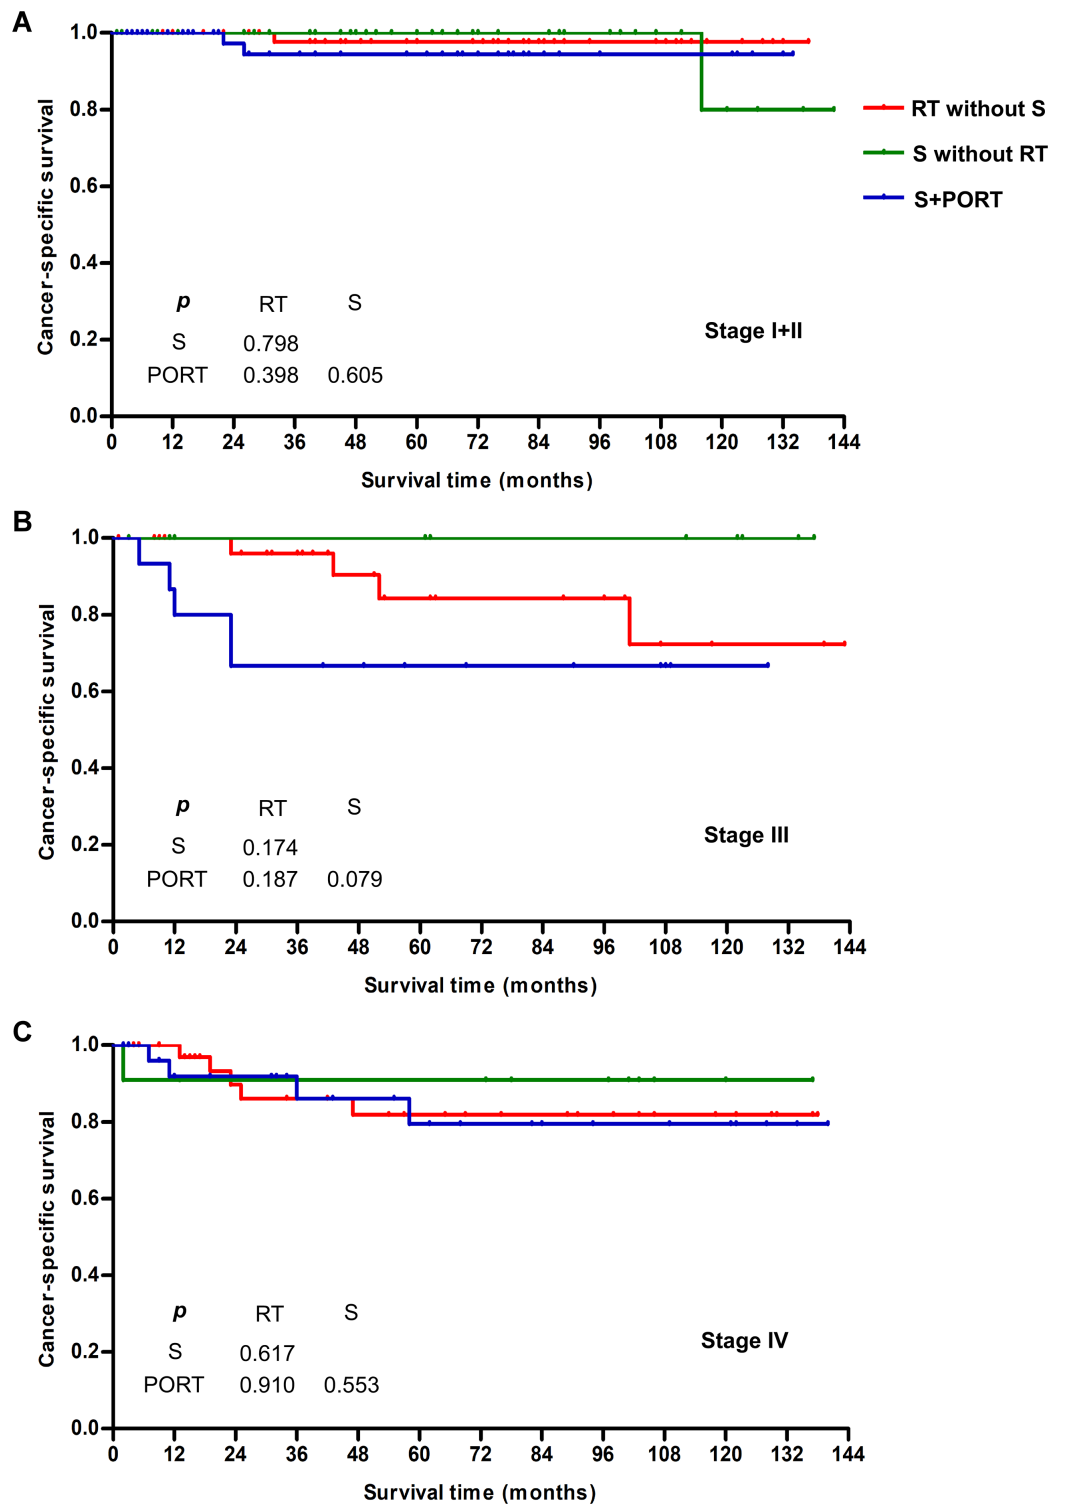 A
1.0
0.8
0.6
0.4
0.2
0.0
Cancer-specific survival
RT without S
S without RT
S+PORT
p RT S
S 0.798
PORT 0.398 0.605
Stage I+II
0 12 24 36 48 60 72 84 96 108 120 132 144
Survival time (months)
B
1.0
0.8
0.6
0.4
0.2
0.0
Cancer-specific survival
p RT S
S 0.174
PORT 0.187 0.079
Stage III
0 12 24 36 48 60 72 84 96 108 120 132 144
Survival time (months)
C
1.0
0.8
0.6
0.4
0.2
0.0
Cancer-specific survival
p RT S
S 0.617
PORT 0.910 0.553
Stage IV
0 12 24 36 48 60 72 84 96 108 120 132 144
Survival time (months)